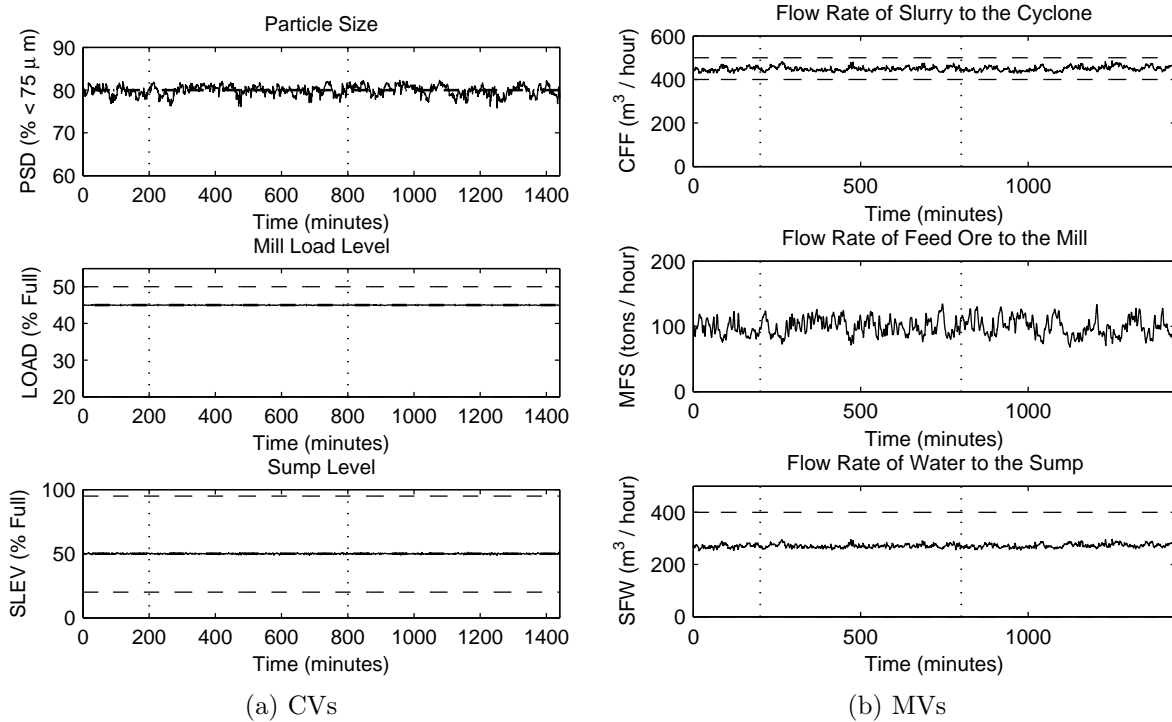 Particle Size
90
80
70
60
PSD (% < 75 μ m)
0 200 400 600 800 1000 1200 1400
Time (minutes)
Mill Load Level
50
40
30
20
LOAD (% Full)
0 200 400 600 800 1000 1200 1400
Time (minutes)
Sump Level
100
50
0
SLEV (% Full)
0 200 400 600 800 1000 1200 1400
Time (minutes)
(a) CVs
Flow Rate of Slurry to the Cyclone
600
400
200
0
CFF (m³ / hour)
0 500 1000
Time (minutes)
Flow Rate of Feed Ore to the Mill
200
100
0
MFS (tons / hour)
0 500 1000
Time (minutes)
Flow Rate of Water to the Sump
400
200
0
SFW (m³ / hour)
0 500 1000
Time (minutes)
(b) MVs